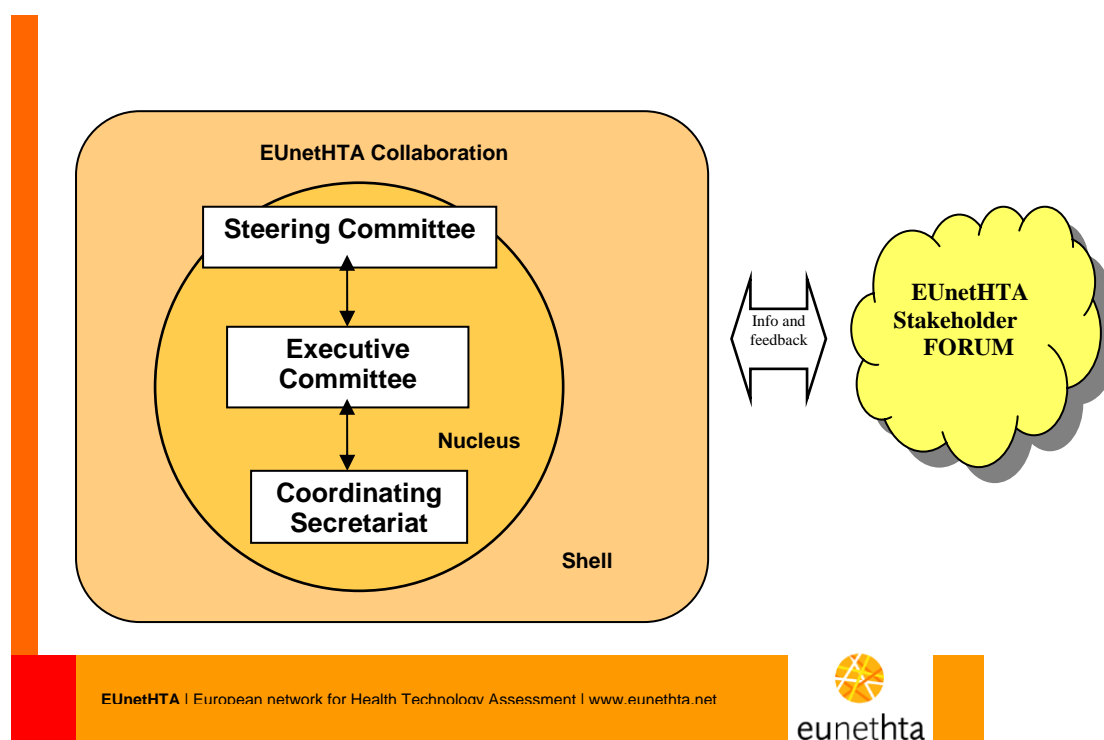 EUnetHTA Collaboration
Steering Committee
Executive
Committee
Nucleus
Coordinating
Secretariat
Shell
Info and
feedback
EUnetHTA
Stakeholder
FORUM
EUnetHTA | European network for Health Technology Assessment | www.eunethta.net
eunethta